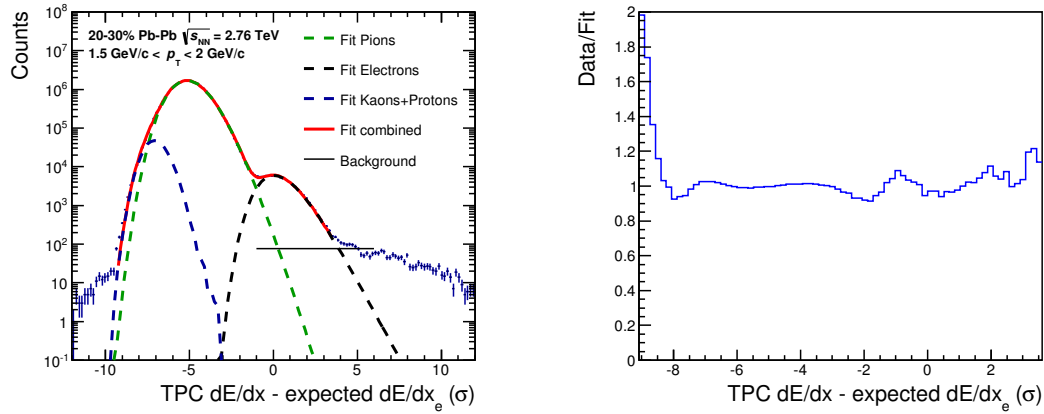 20-30% Pb-Pb √s_NN = 2.76 TeV
1.5 GeV/c < p_T < 2 GeV/c
Fit Pions
Fit Electrons
Fit Kaons+Protons
Fit combined
Background
Counts
10^8
10^7
10^6
10^5
10^4
10^3
10^2
10
1
10^-1
-10 -5 0 5 10
TPC dE/dx - expected dE/dx_e (σ)
Data/Fit
2
1.8
1.6
1.4
1.2
1
0.8
0.6
0.4
0.2
0
-8 -6 -4 -2 0 2
TPC dE/dx - expected dE/dx_e (σ)